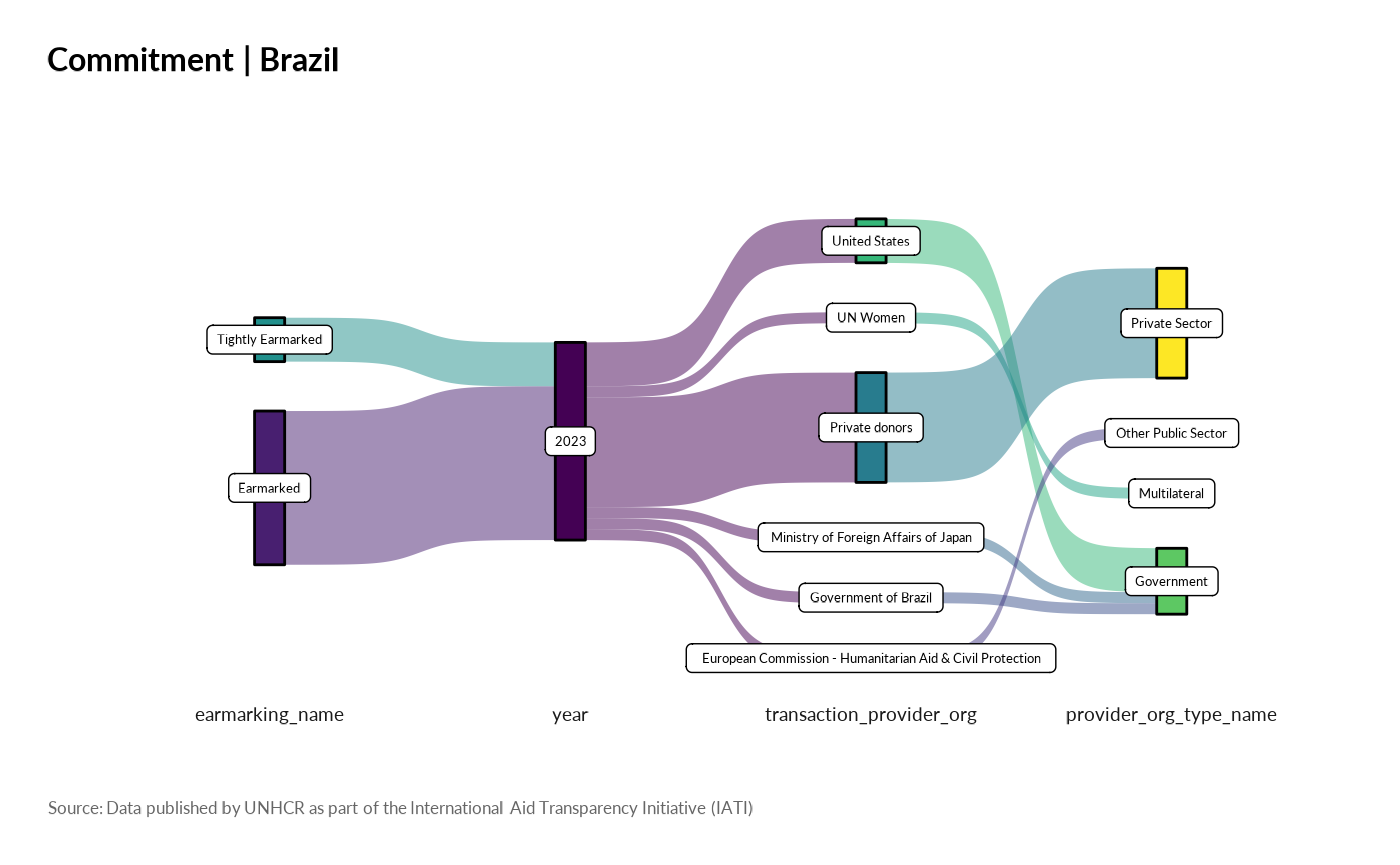 Commitment | Brazil
United States
UN Women
Private Sector
Tightly Earmarked
Private donors
Other Public Sector
2023
Earmarked
Multilateral
Ministry of Foreign Affairs of Japan
Government
Government of Brazil
European Commission - Humanitarian Aid & Civil Protection
earmarking_name
year
transaction_provider_org
provider_org_type_name
Source: Data published by UNHCR as part of the International Aid Transparency Initiative (IATI)